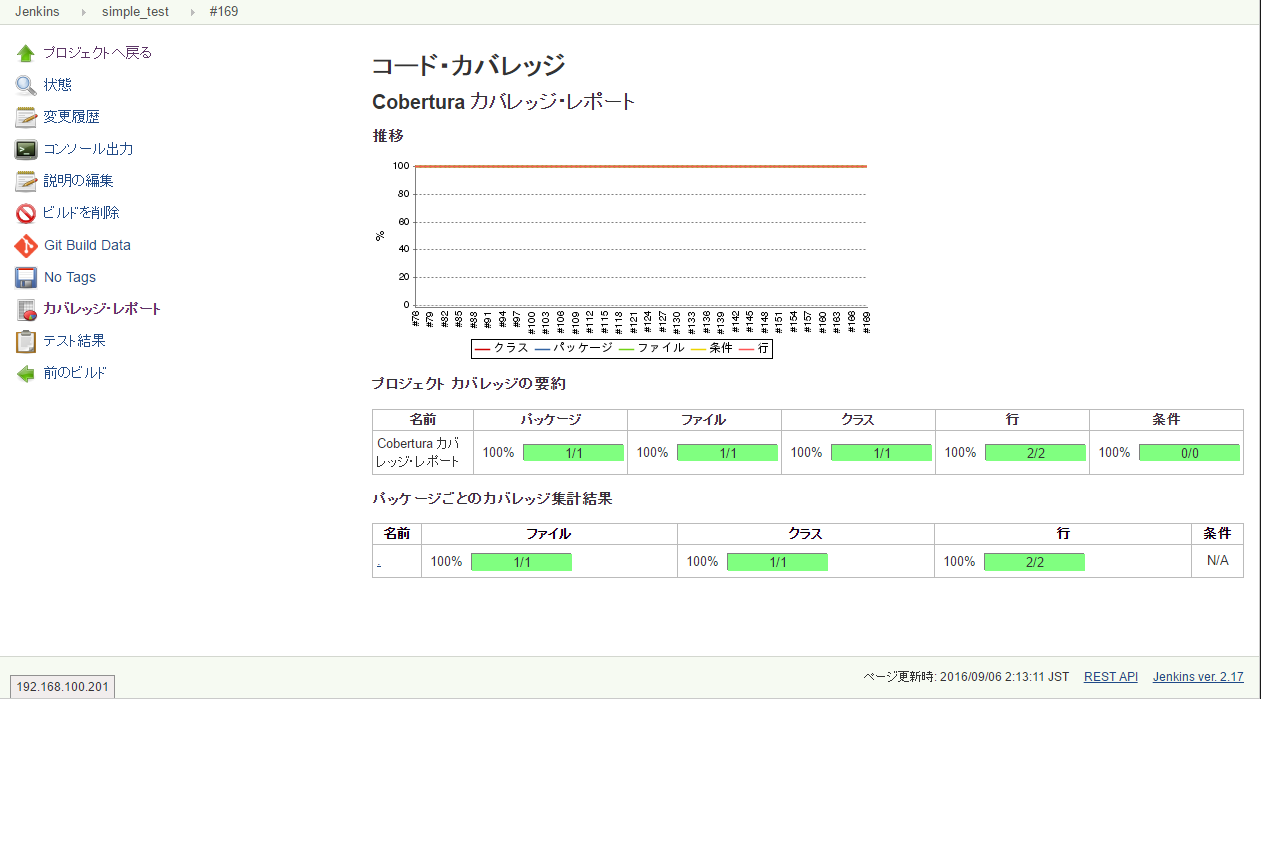 Jenkins simple_test #169
プロジェクトへ戻る
状態
変更履歴
コンソール出力
説明の編集
ビルドを削除
Git Build Data
No Tags
カバレッジ・レポート
テスト結果
前のビルド
コード・カバレッジ
Cobertura カバレッジ・レポート
推移
100
80
60
40
20
0
%
#76 #79 #82 #85 #88 #91 #94 #97 #100 #103 #106 #109 #112 #115 #118 #121 #124 #127 #130 #133 #136 #139 #142 #145 #148 #151 #154 #157 #160 #163 #166 #169
クラス パッケージ ファイル 条件 行
プロジェクト カバレッジの要約
名前 パッケージ ファイル クラス 行 条件
Cobertura カバ
レッジ・レポート
100% 1/1 100% 1/1 100% 1/1 100% 2/2 100% 0/0
パッケージごとのカバレッジ集計結果
名前 ファイル クラス 行 条件
. 100% 1/1 100% 1/1 100% 2/2 N/A
ページ更新時: 2016/09/06 2:13:11 JST REST API Jenkins ver. 2.17
192.168.100.201